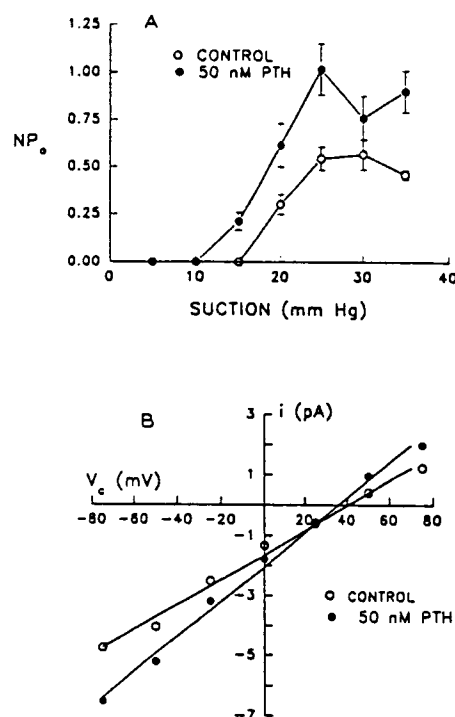 A
CONTROL
50 nM PTH
NPo
1.25
1.00
0.75
0.50
0.25
0.00
0 10 20 30 40
SUCTION (mm Hg)
B
i (pA)
Vc (mV)
3
1
-80 -60 -40 -20 20 40 60 80
-1
-3
-5
-7
CONTROL
50 nM PTH